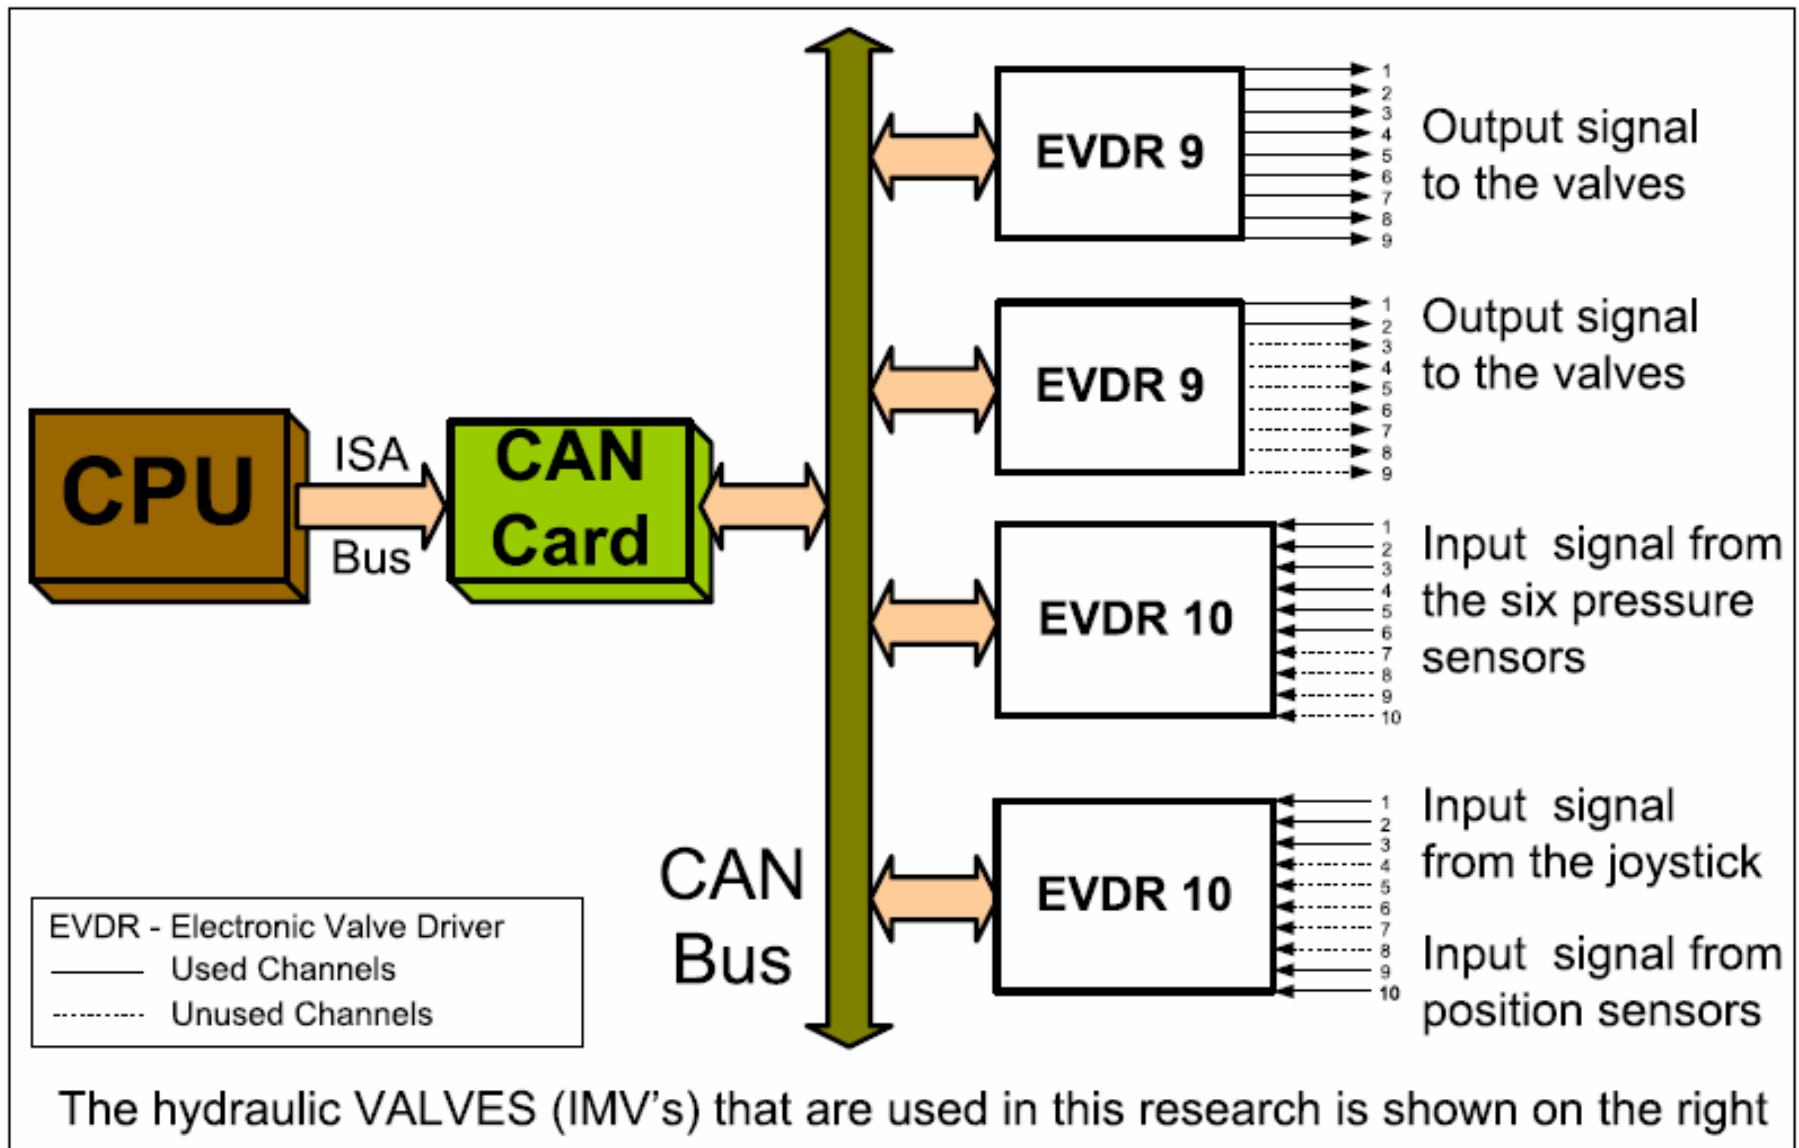 CPU
ISA
Bus
CAN
Card
CAN
Bus
EVDR 9
1
2
3
4
5
6
7
8
9
Output signal
to the valves
EVDR 9
1
2
3
4
5
6
7
8
9
Output signal
to the valves
EVDR 10
1
2
3
4
5
6
7
8
9
10
Input signal from
the six pressure
sensors
EVDR 10
1
2
3
4
5
6
7
8
9
10
Input signal
from the joystick
Input signal from
position sensors
EVDR - Electronic Valve Driver
Used Channels
Unused Channels
The hydraulic VALVES (IMV's) that are used in this research is shown on the right